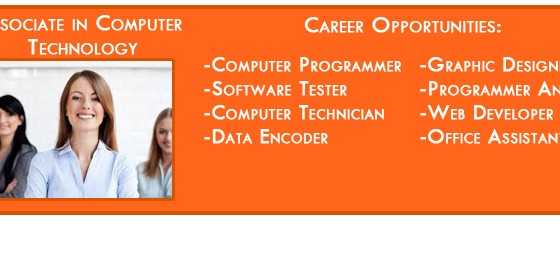 sociate in Computer
Technology
Career Opportunities:
-Computer Programmer
-Software Tester
-Computer Technician
-Data Encoder
-Graphic Design
-Programmer An
-Web Developer
-Office Assistan